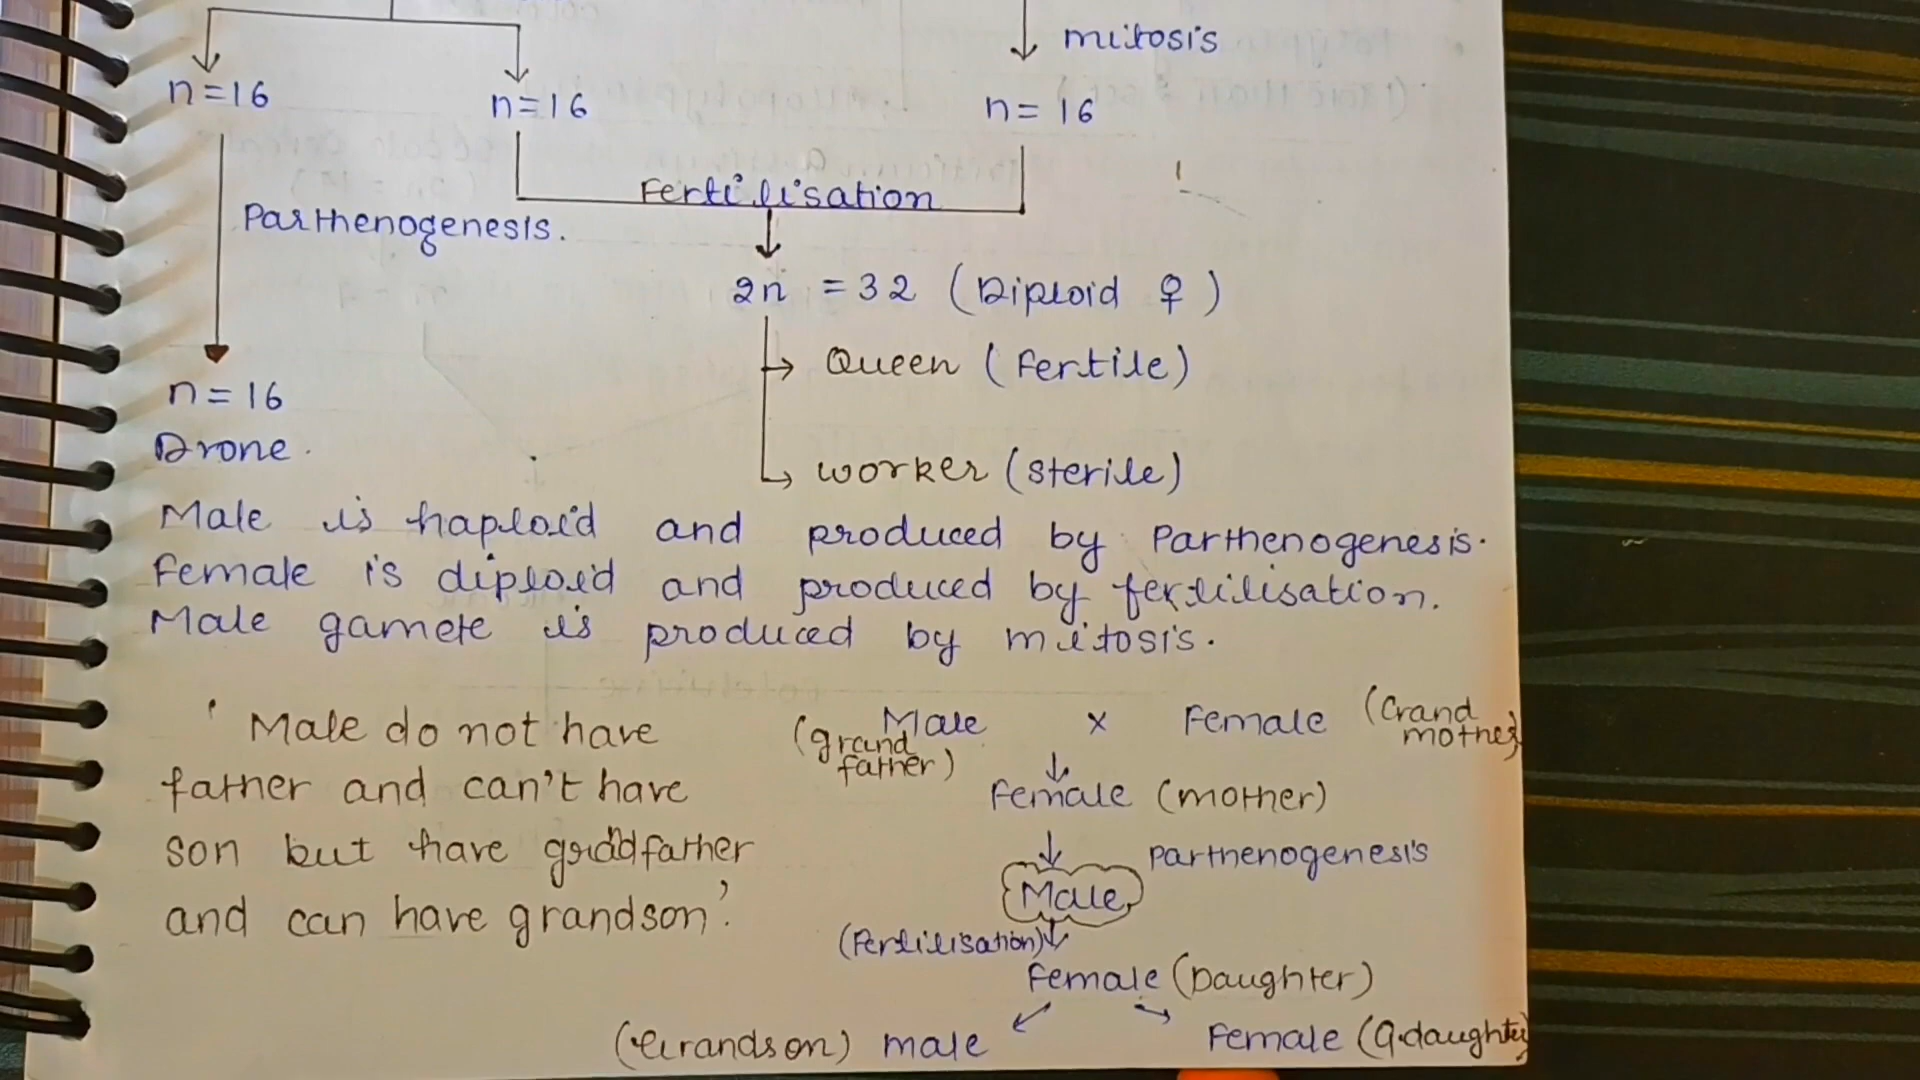 mitosis
n=16
n=16
n= 16
Fertilisation
Parthenogenesis.
2n = 32 (Diploid ♀)
Queen (Fertile)
n=16
Drone.
worker (sterile)
Male is haploid and produced by Parthenogenesis.
Female is diploid and produced by fertilisation.
Male gamete is produced by mitosis.
'Male do not have
father and can't have
son but have grandfather
and can have grandson'.
Male x Female (Grand mother)
(grand father)
Female (mother)
Parthenogenesis
Male
(Fertilisation)
Female (Daughter)
(Grandson) male
Female (G.daughter)